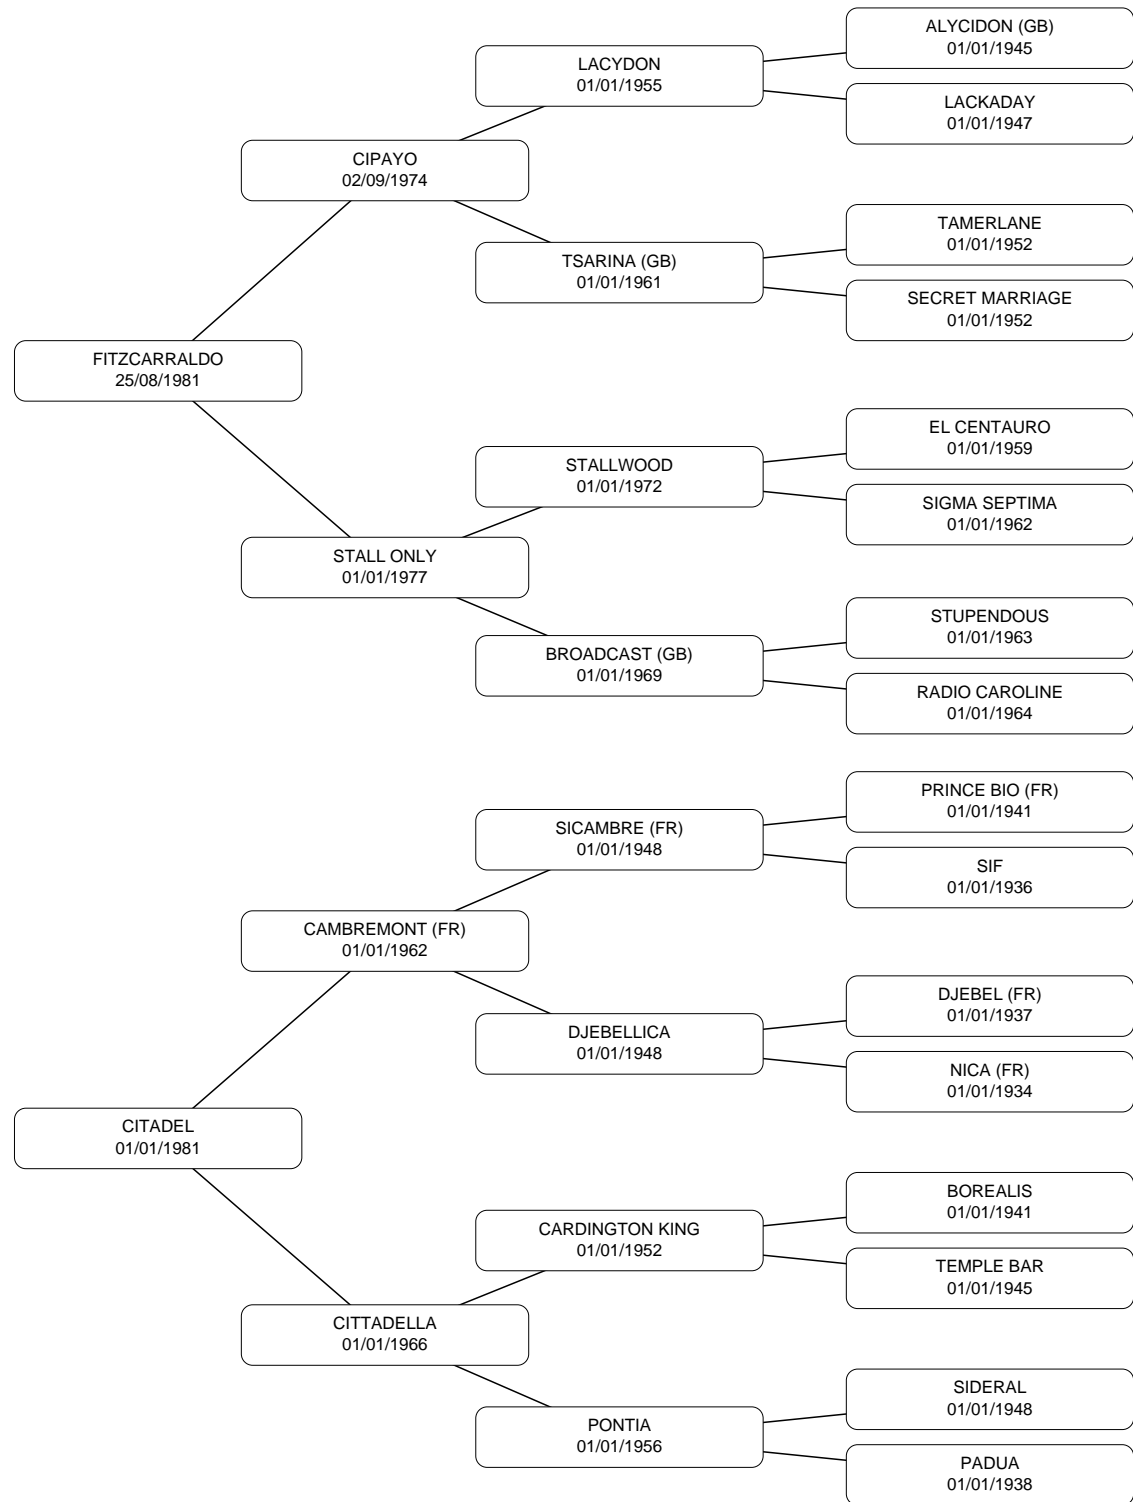 ALYCIDON (GB)
01/01/1945
LACYDON
01/01/1955
LACKADAY
01/01/1947
CIPAYO
02/09/1974
TAMERLANE
01/01/1952
TSARINA (GB)
01/01/1961
SECRET MARRIAGE
01/01/1952
FITZCARRALDO
25/08/1981
EL CENTAURO
01/01/1959
STALLWOOD
01/01/1972
SIGMA SEPTIMA
01/01/1962
STALL ONLY
01/01/1977
STUPENDOUS
01/01/1963
BROADCAST (GB)
01/01/1969
RADIO CAROLINE
01/01/1964
PRINCE BIO (FR)
01/01/1941
SICAMBRE (FR)
01/01/1948
SIF
01/01/1936
CAMBREMONT (FR)
01/01/1962
DJEBEL (FR)
01/01/1937
DJEBELLICA
01/01/1948
NICA (FR)
01/01/1934
CITADEL
01/01/1981
BOREALIS
01/01/1941
CARDINGTON KING
01/01/1952
TEMPLE BAR
01/01/1945
CITTADELLA
01/01/1966
SIDERAL
01/01/1948
PONTIA
01/01/1956
PADUA
01/01/1938